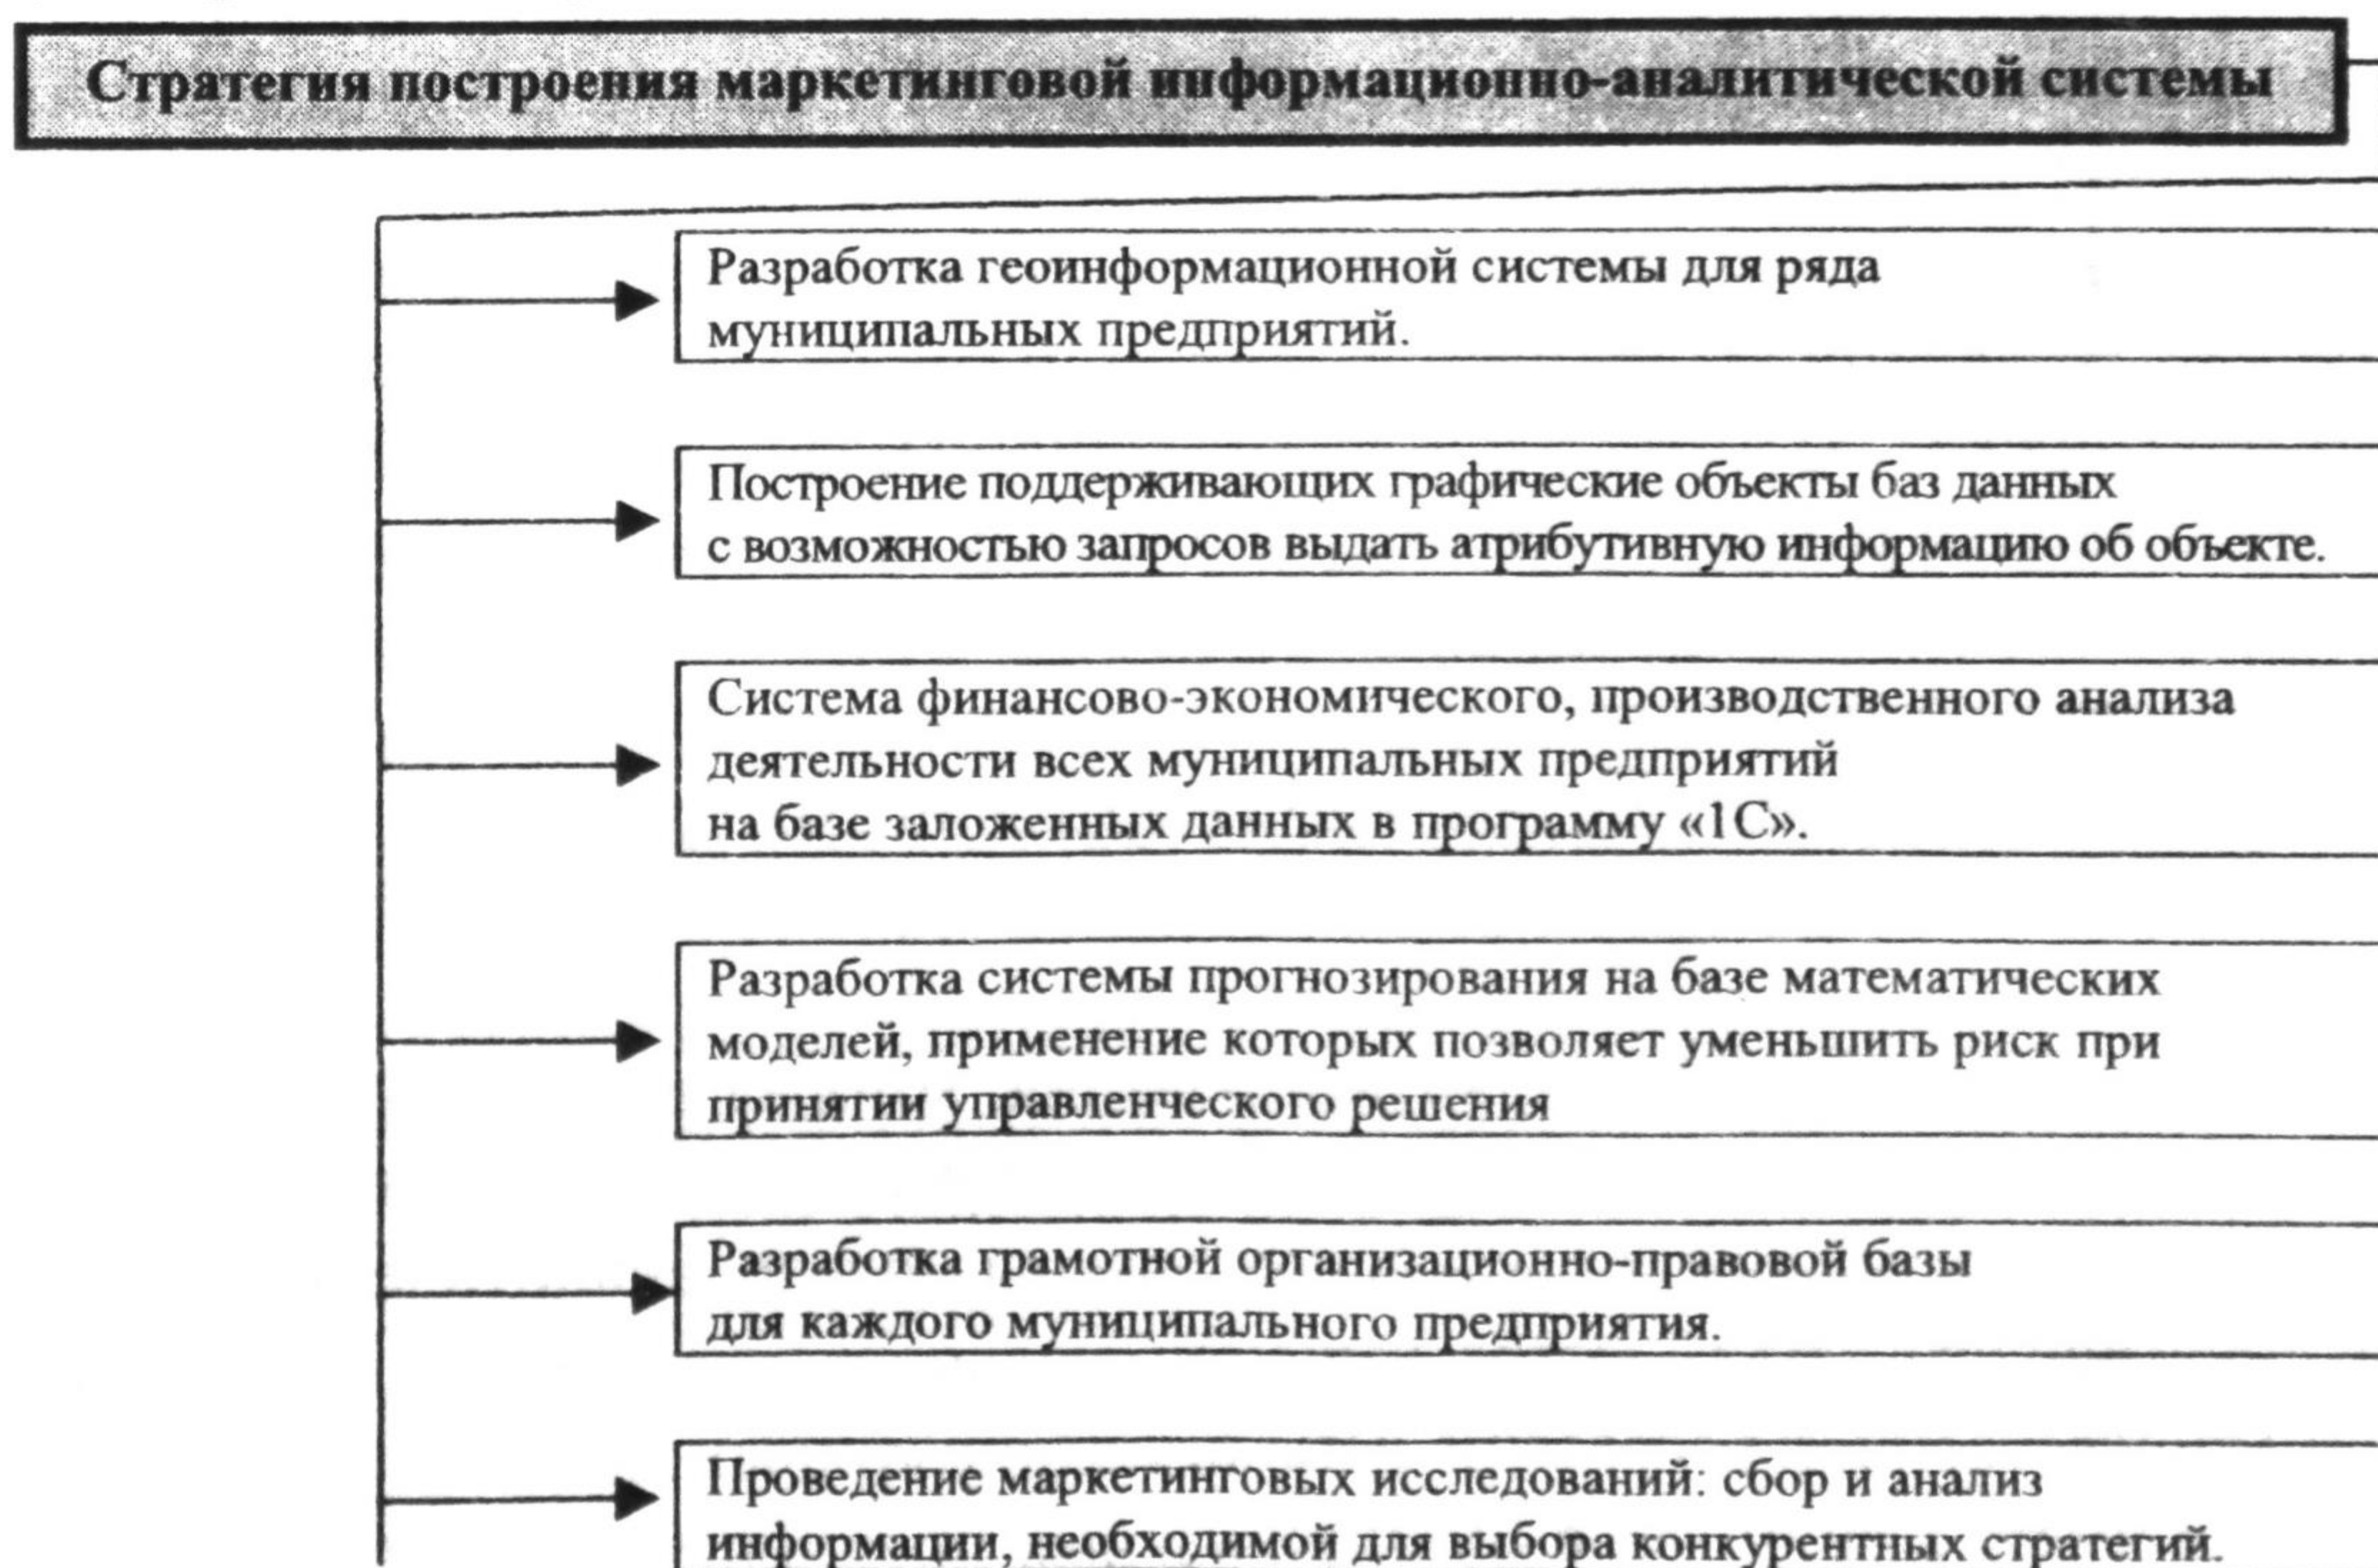 Стратегия построения маркетинговой информационно-аналитической системы
Разработка геоинформационной системы для ряда
муниципальных предприятий.
Построение поддерживающих графические объекты баз данных
с возможностью запросов выдать атрибутивную информацию об объекте.
Система финансово-экономического, производственного анализа
деятельности всех муниципальных предприятий
на базе заложенных данных в программу «1С».
Разработка системы прогнозирования на базе математических
моделей, применение которых позволяет уменьшить риск при
принятии управленческого решения
Разработка грамотной организационно-правовой базы
для каждого муниципального предприятия.
Проведение маркетинговых исследований: сбор и анализ
информации, необходимой для выбора конкурентных стратегий.